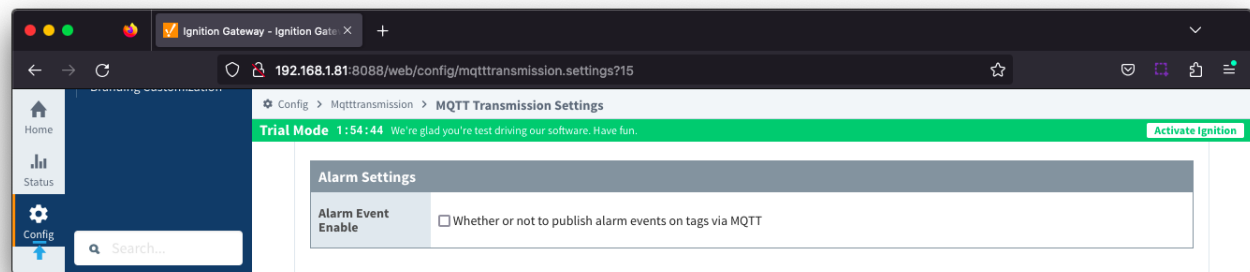 Ignition Gateway - Ignition Gate
192.168.1.81:8088/web/config/mqtttransmission.settings?15
Config > Mqtttransmission > MQTT Transmission Settings
Home
Trial Mode 1:54:44 We're glad you're test driving our software. Have fun.
Activate Ignition
Status
Alarm Settings
Alarm Event
Enable
Whether or not to publish alarm events on tags via MQTT
Config
Search...